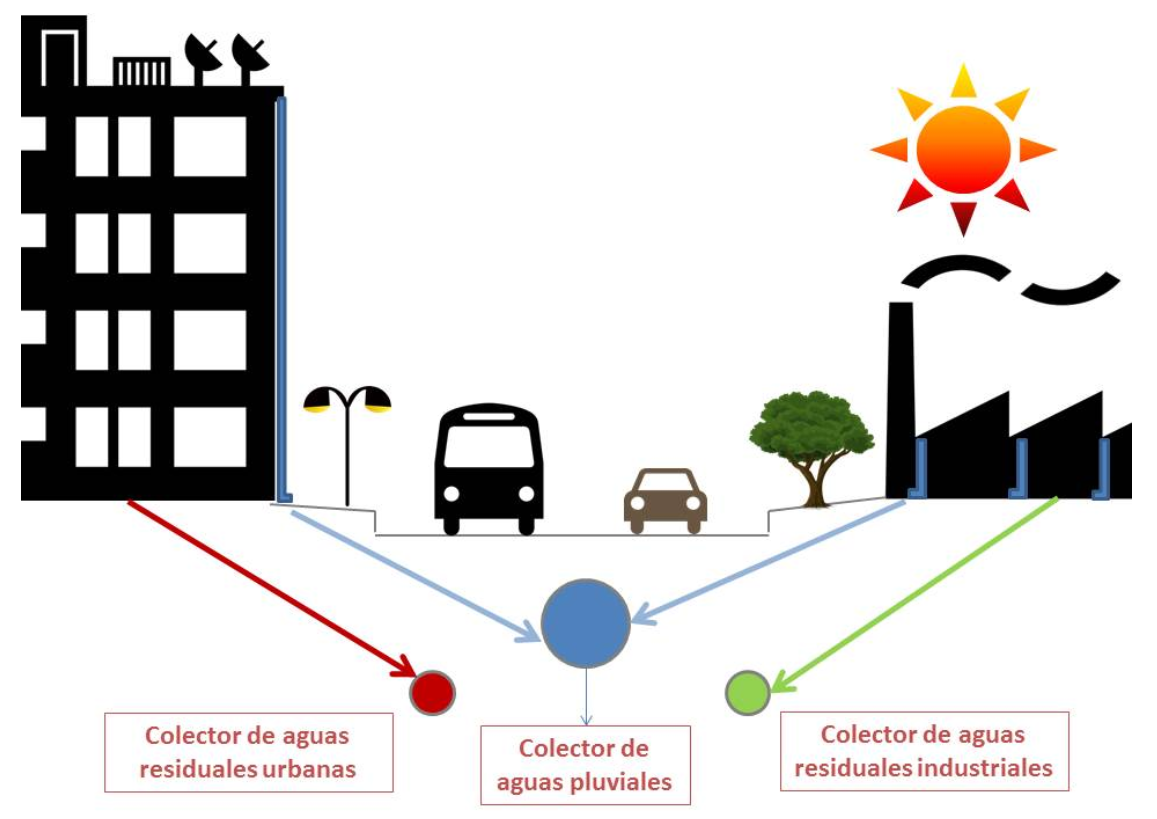 Colector de aguas
residuales urbanas
Colector de
aguas pluviales
Colector de aguas
residuales industriales